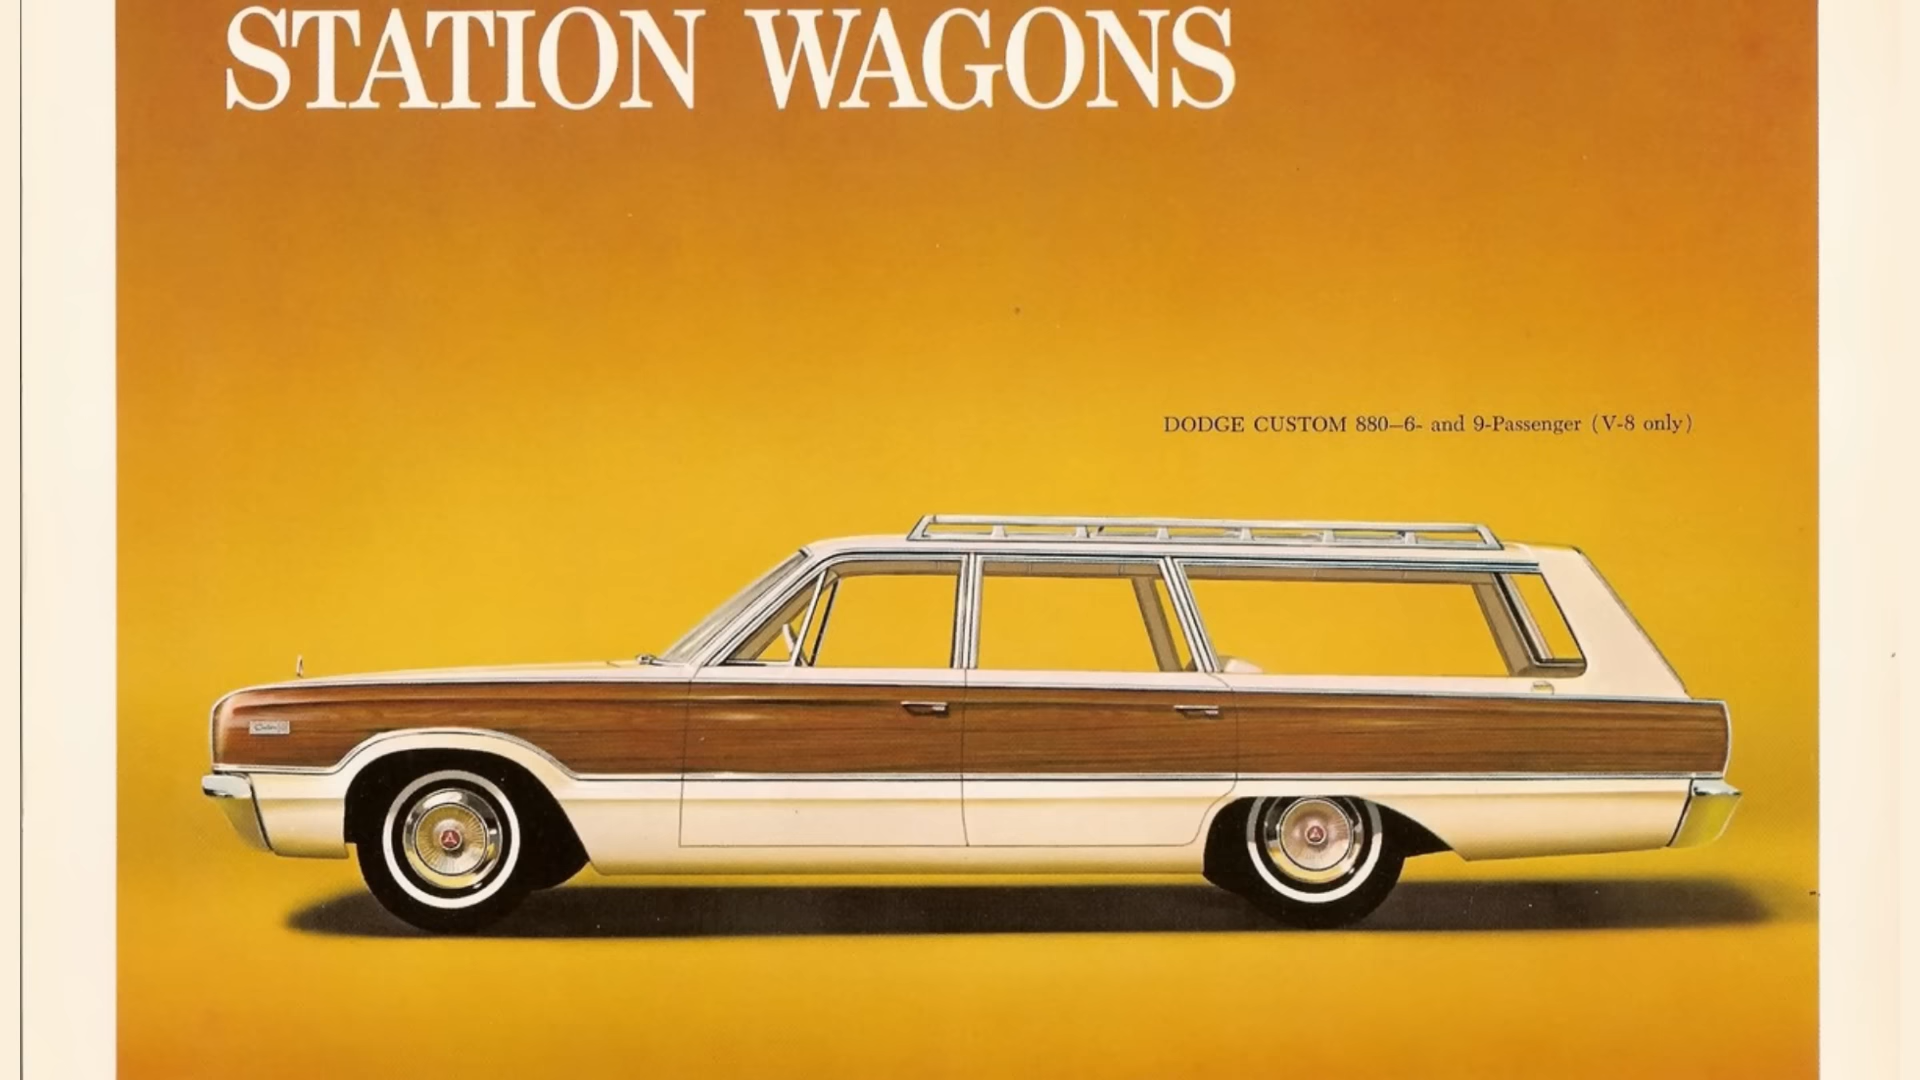 STATION WAGONS
DODGE CUSTOM 880—6- and 9-Passenger (V-8 only)